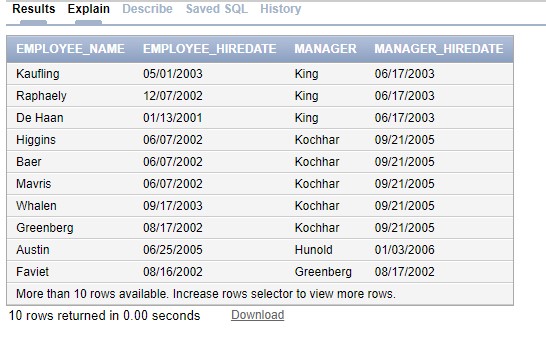 Results Explain Describe Saved SQL History
EMPLOYEE_NAME EMPLOYEE_HIREDATE MANAGER MANAGER_HIREDATE
Kaufling 05/01/2003 King 06/17/2003
Raphaely 12/07/2002 King 06/17/2003
De Haan 01/13/2001 King 06/17/2003
Higgins 06/07/2002 Kochhar 09/21/2005
Baer 06/07/2002 Kochhar 09/21/2005
Mavris 06/07/2002 Kochhar 09/21/2005
Whalen 09/17/2003 Kochhar 09/21/2005
Greenberg 08/17/2002 Kochhar 09/21/2005
Austin 06/25/2005 Hunold 01/03/2006
Faviet 08/16/2002 Greenberg 08/17/2002
More than 10 rows available. Increase rows selector to view more rows.
10 rows returned in 0.00 seconds Download